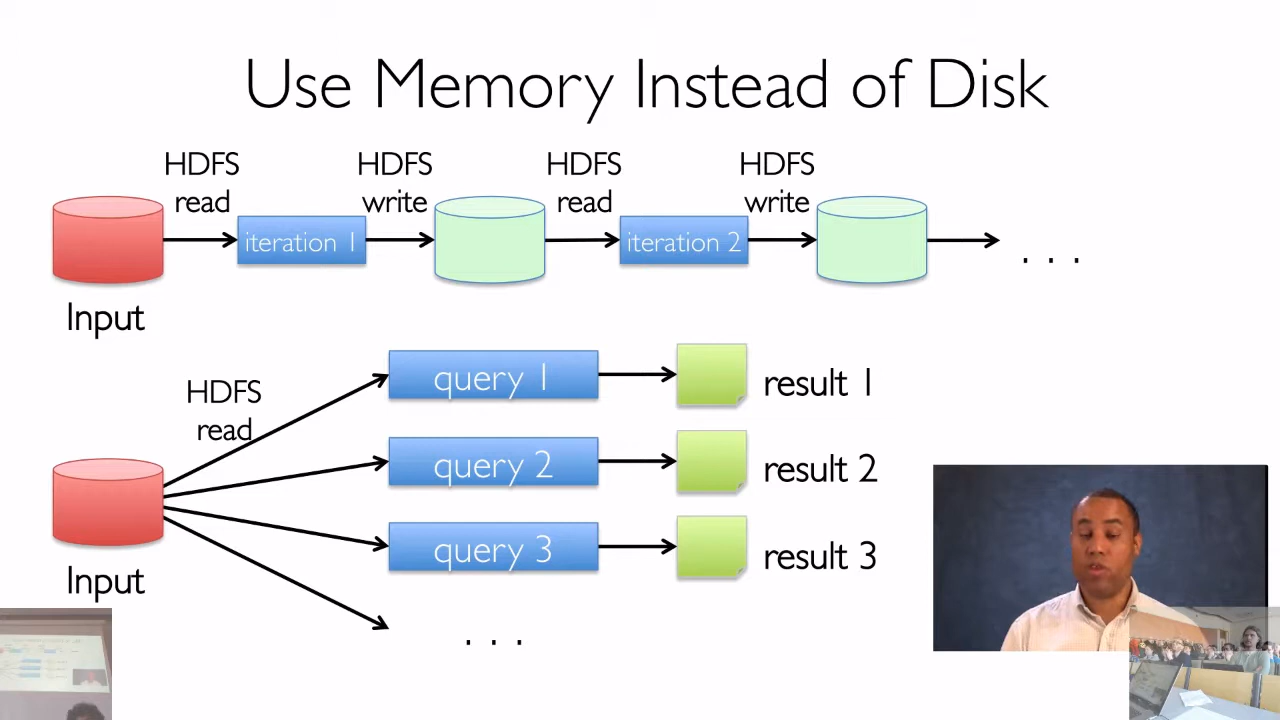 Use Memory Instead of Disk
HDFS read
HDFS write
HDFS read
HDFS write
iteration 1
iteration 2
. . .
Input
HDFS read
query 1
result 1
query 2
result 2
query 3
result 3
Input
. . .